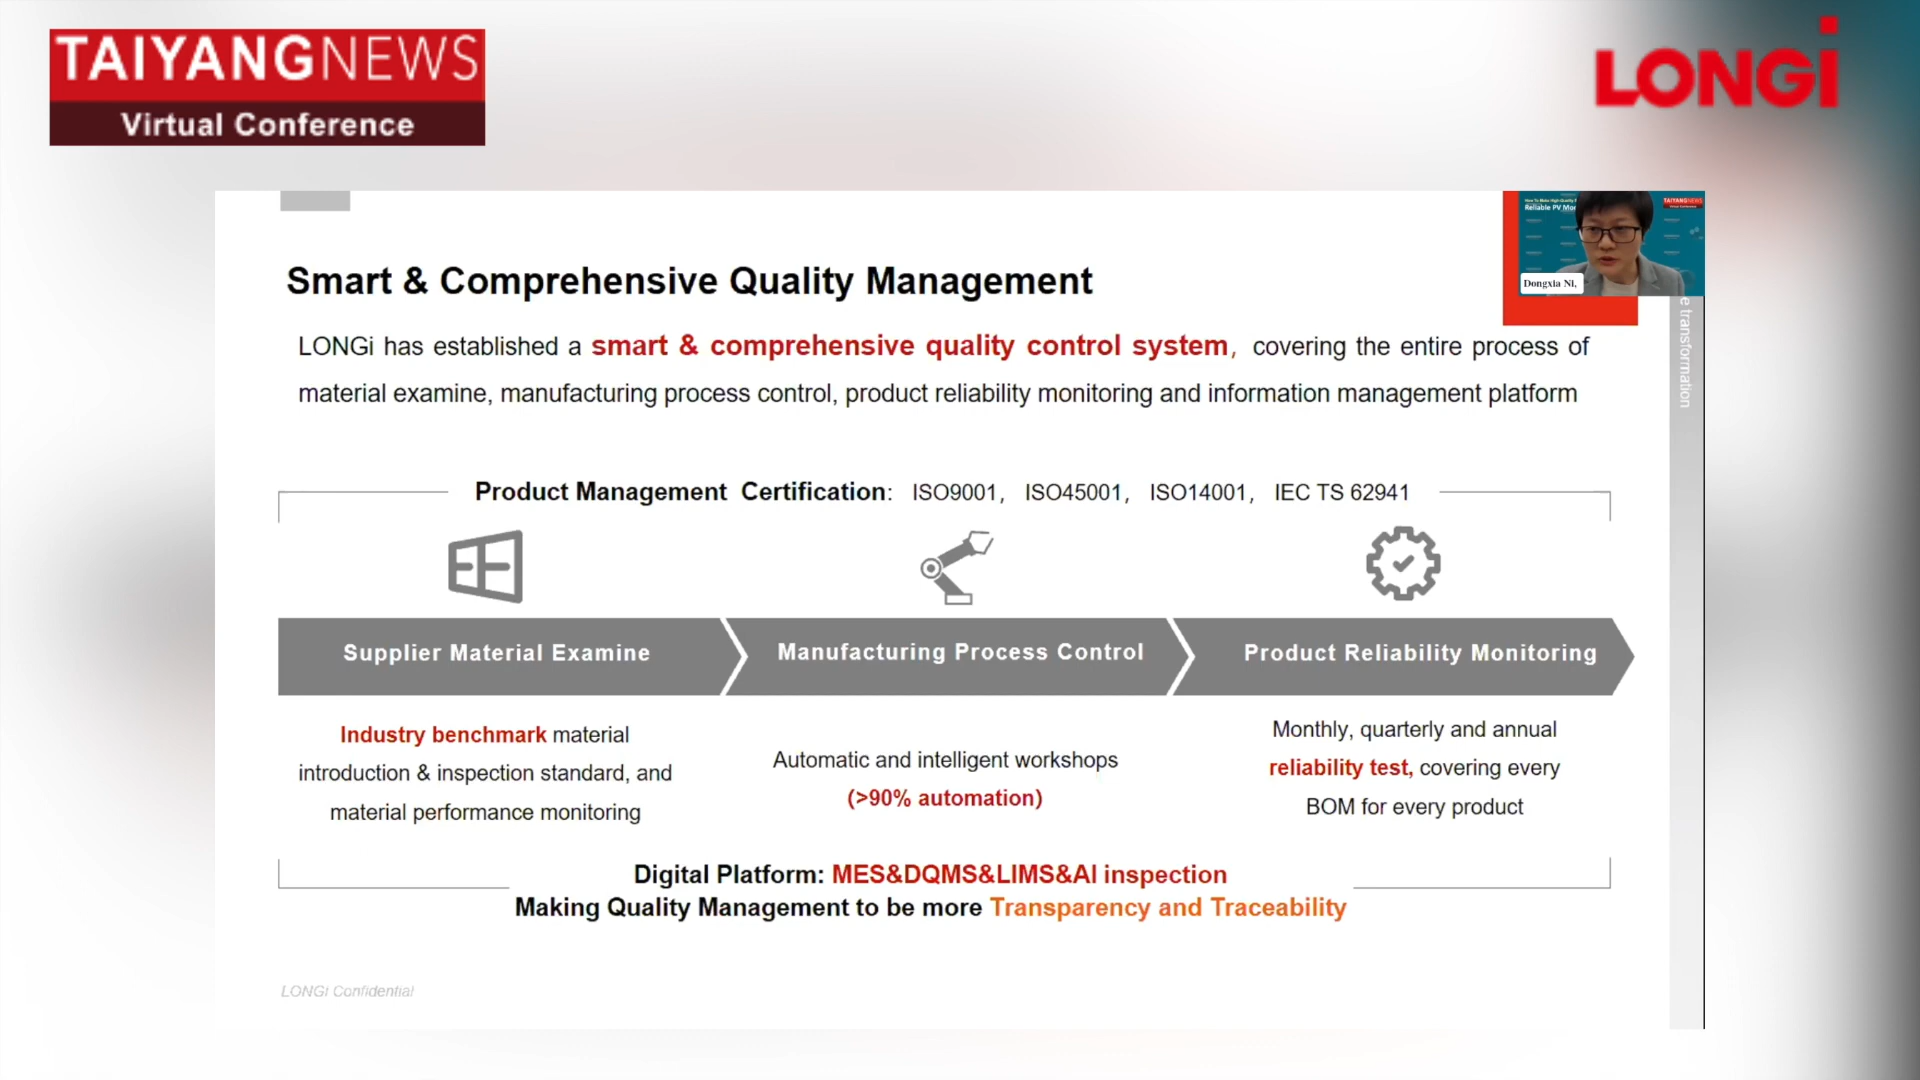 TAIYANGNEWS
Virtual Conference
LONGi
Reliable PV Mod
TAIYANGNEWS
Dongxia Ni,
e transformation
Smart & Comprehensive Quality Management
LONGi has established a smart & comprehensive quality control system, covering the entire process of
material examine, manufacturing process control, product reliability monitoring and information management platform
Product Management Certification: ISO9001, ISO45001, ISO14001, IEC TS 62941
Supplier Material Examine
Manufacturing Process Control
Product Reliability Monitoring
Industry benchmark material
introduction & inspection standard, and
material performance monitoring
Automatic and intelligent workshops
(>90% automation)
Monthly, quarterly and annual
reliability test, covering every
BOM for every product
Digital Platform: MES&DQMS&LIMS&AI inspection
Making Quality Management to be more Transparency and Traceability
LONGi Confidential